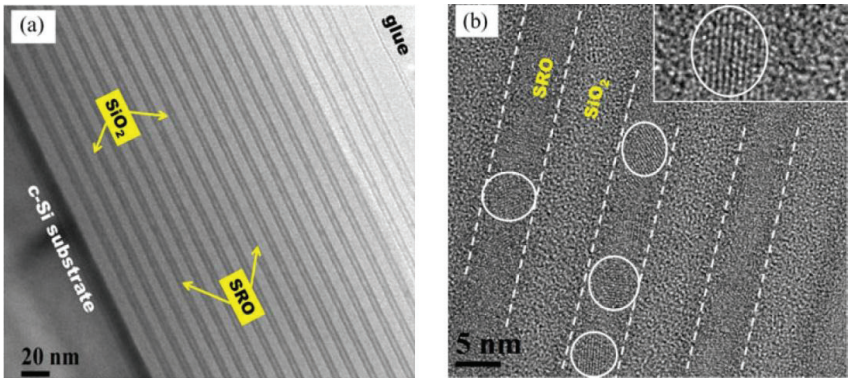 (a)
glue
SiO₂
c-Si substrate
SRO
20 nm
(b)
SRO
SiO₂
5 nm